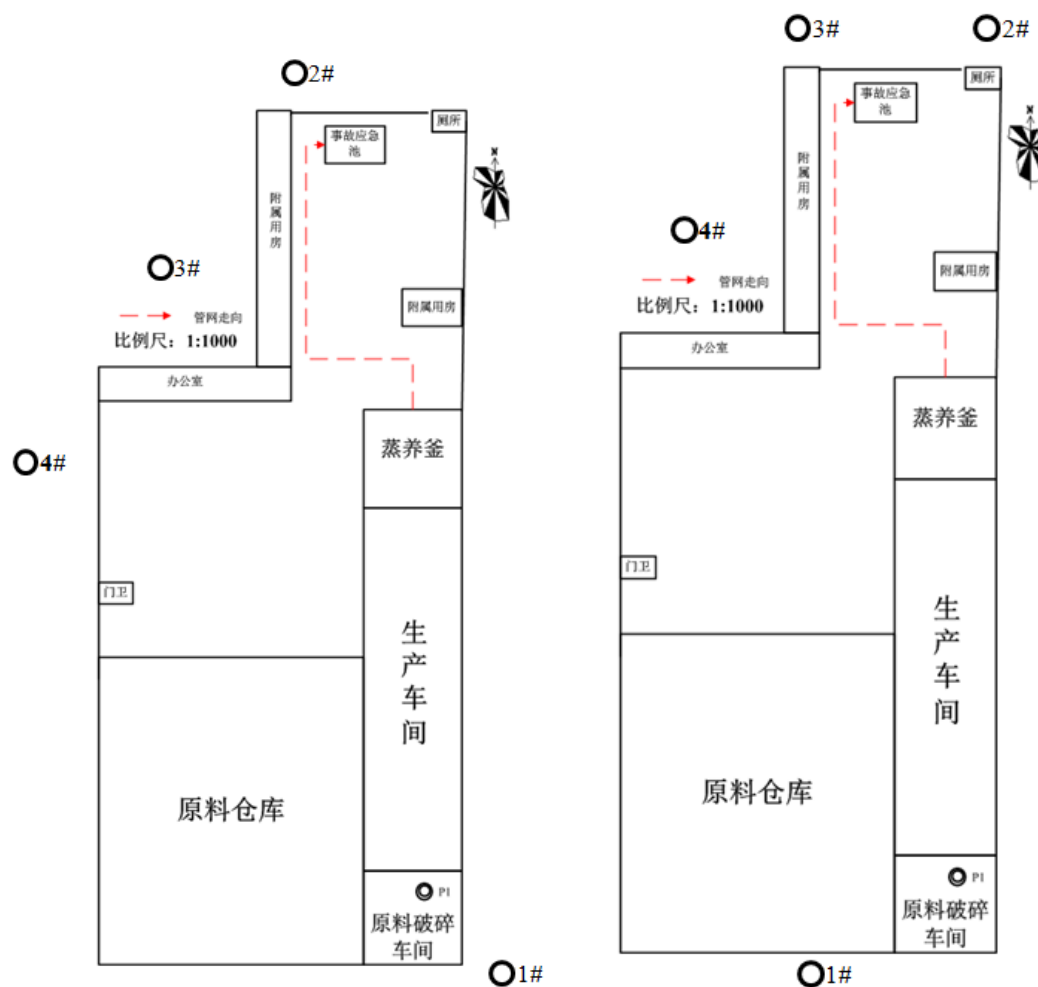 2#
厕所
事故应急
池
N
附属用房
3#
附属用房
管网走向
比例尺：1:1000
办公室
蒸养釜
4#
门卫
生产车间
原料仓库
P1
原料破碎
车间
1#
3#
2#
厕所
事故应急
池
N
附属用房
4#
附属用房
管网走向
比例尺：1:1000
办公室
蒸养釜
门卫
生产车间
原料仓库
P1
原料破碎
车间
1#